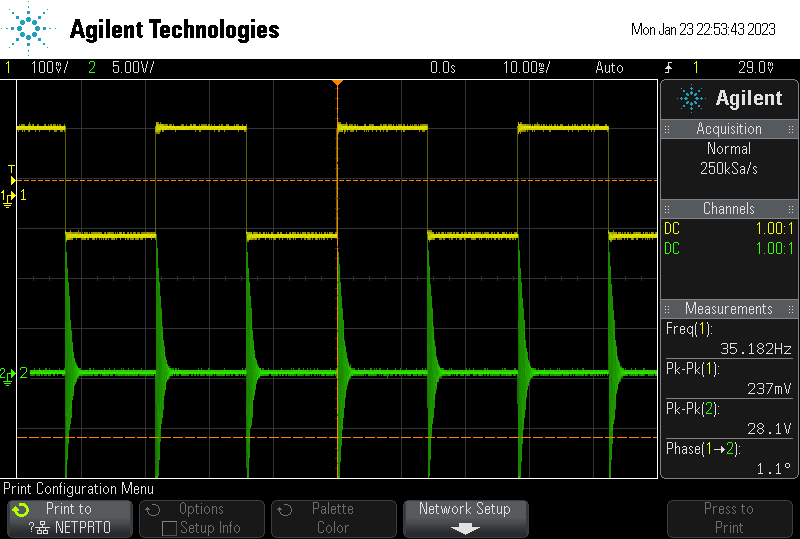 Agilent Technologies
Mon Jan 23 22:53:43 2023
1 100mV/ 2 5.00V/ 0.0s 10.00ms/ Auto 1 29.0mV
Agilent
Acquisition
Normal
250kSa/s
Channels
DC 1.00:1
DC 1.00:1
Measurements
Freq(1):
35.182Hz
Pk-Pk(1):
237mV
Pk-Pk(2):
28.1V
Phase(1→2):
1.1°
T
1 1
2 2
Print Configuration Menu
Print to
? NETPRT0
Options
Setup Info
Palette
Color
Network Setup
Press to
Print